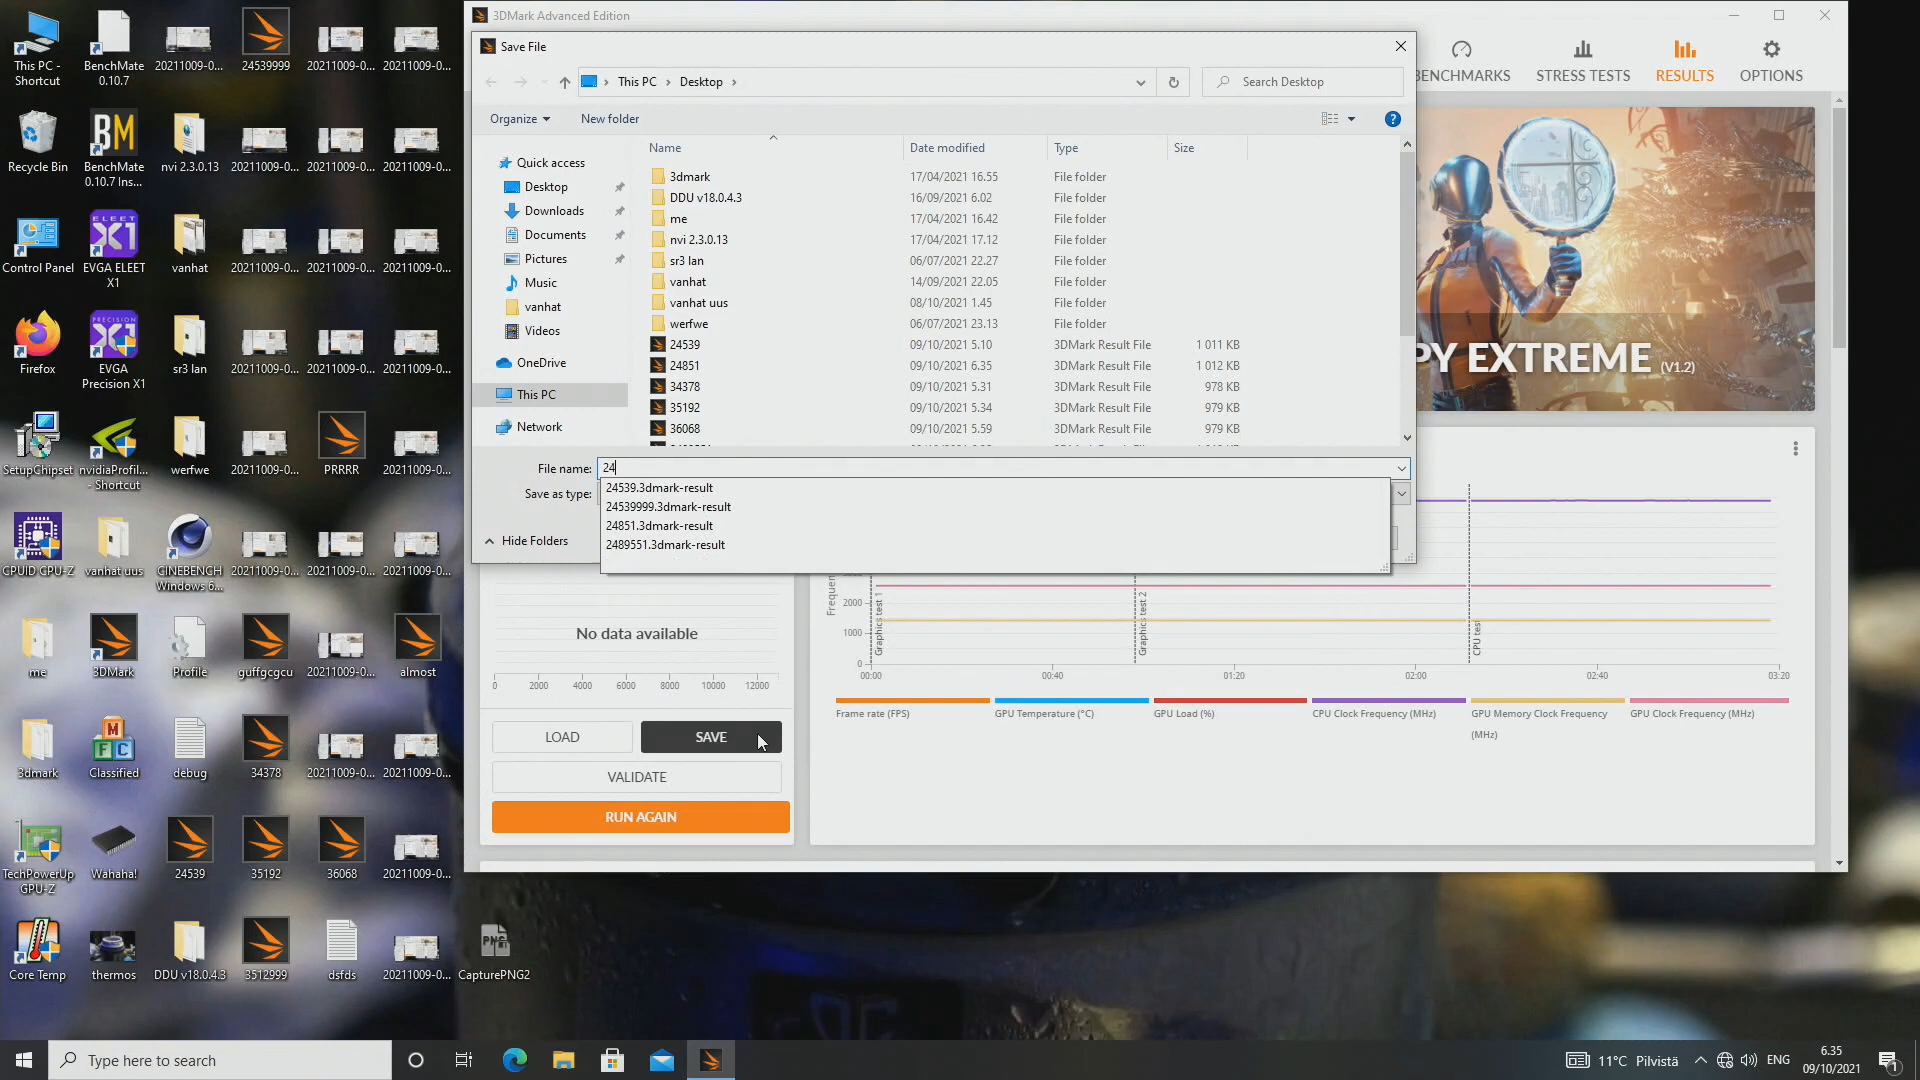 This PC - Shortcut
BenchMate 0.10.7
20211009-0...
24539999
20211009-0...
20211009-0...
Recycle Bin
BenchMate 0.10.7 Ins...
nvi 2.3.0.13
20211009-0...
20211009-0...
20211009-0...
Control Panel
EVGA ELEET X1
vanhat
20211009-0...
20211009-0...
20211009-0...
Firefox
EVGA Precision X1
sr3 lan
20211009-0...
20211009-0...
20211009-0...
SetupChipset
nvidiaProfil... - Shortcut
werfwe
20211009-0...
PRRRR
20211009-0...
CPUID CPU-Z
vanhat uus
CINEBENCH Windows 6...
20211009-0...
20211009-0...
20211009-0...
me
3DMark
Profile
guffgcgcu
20211009-0...
almost
3dmark
Classified
debug
34378
20211009-0...
20211009-0...
TechPowerUp GPU-Z
Wahaha!
24539
35192
36068
20211009-0...
Core Temp
thermos
DDU v18.0.4.3
3512999
dsfds
20211009-0...
CapturePNG2
3DMark Advanced Edition
BENCHMARKS
STRESS TESTS
RESULTS
OPTIONS
PY EXTREME (V1.2)
Save File
This PC
Desktop
Search Desktop
Organize
New folder
Name
Date modified
Type
Size
Quick access
Desktop
Downloads
Documents
Pictures
Music
vanhat
Videos
OneDrive
This PC
Network
3dmark 17/04/2021 16.55 File folder
DDU v18.0.4.3 16/09/2021 6.02 File folder
me 17/04/2021 16.42 File folder
nvi 2.3.0.13 17/04/2021 17.12 File folder
sr3 lan 06/07/2021 22.27 File folder
vanhat 14/09/2021 22.05 File folder
vanhat uus 08/10/2021 1.45 File folder
werfwe 06/07/2021 23.13 File folder
24539 09/10/2021 5.10 3DMark Result File 1 011 KB
24851 09/10/2021 6.35 3DMark Result File 1 012 KB
34378 09/10/2021 5.31 3DMark Result File 978 KB
35192 09/10/2021 5.34 3DMark Result File 979 KB
36068 09/10/2021 5.59 3DMark Result File 979 KB
File name: 24
Save as type:
24539.3dmark-result
24539999.3dmark-result
24851.3dmark-result
2489551.3dmark-result
Hide Folders
No data available
0 2000 4000 6000 8000 10000 12000
LOAD
SAVE
VALIDATE
RUN AGAIN
2000
1000
0
Graphics test 1
Graphics test 2
CPU test
00:00 00:40 01:20 02:00 02:40 03:20
Frame rate (FPS)
GPU Temperature (°C)
GPU Load (%)
CPU Clock Frequency (MHz)
GPU Memory Clock Frequency (MHz)
GPU Clock Frequency (MHz)
Type here to search
11°C Pilvistä
ENG
6.35
09/10/2021
1